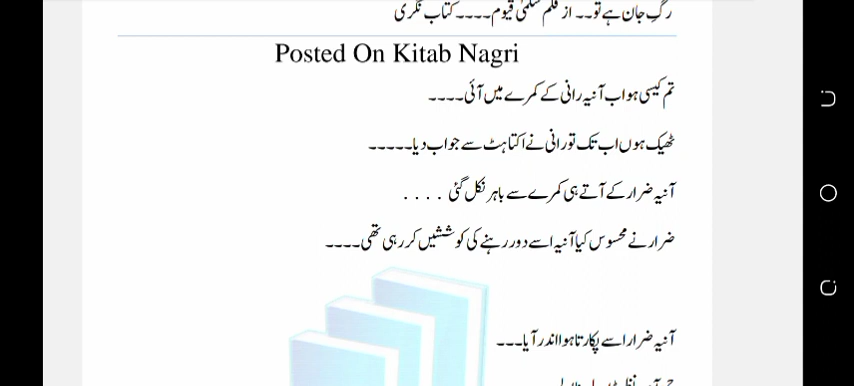 رگِ جان ہے تو۔۔ از قلم سلمیٰ قیوم۔۔۔۔ کتاب نگری
Posted On Kitab Nagri
تم کیسی ہو اب آنیہ رانی کے کمرے میں آئی۔۔۔۔
ٹھیک ہوں اب تک تو رانی نے اکتاہٹ سے جواب دیا۔۔۔۔۔
آنیہ ضرار کے آتے ہی کمرے سے باہر نکل گئی . . . .
ضرار نے محسوس کیا آنیہ اسے دور رہنے کی کوششیں کر رہی تھی۔۔۔۔
آنیہ ضرار اسے پکارتا ہوا اندر آیا۔۔۔